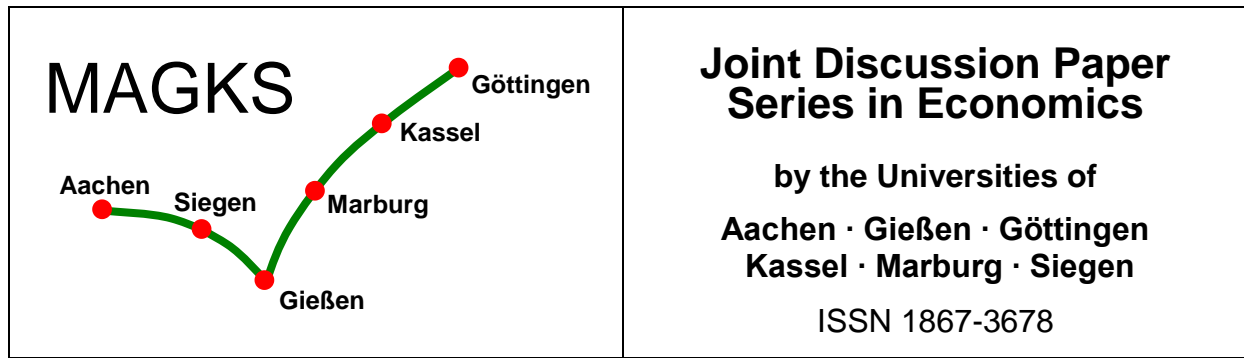 MAGKS
Göttingen
Kassel
Marburg
Aachen
Siegen
Gießen
Joint Discussion Paper
Series in Economics
by the Universities of
Aachen · Gießen · Göttingen
Kassel · Marburg · Siegen
ISSN 1867-3678